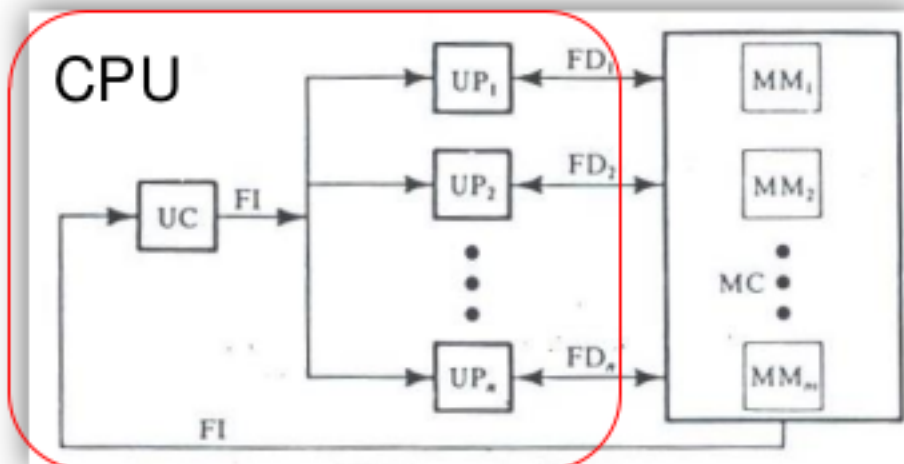 CPU
UP₁
FD₁
MM₁
UC
FI
UP₂
FD₂
MM₂
MC
UPₙ
FDₙ
MMₘ
FI